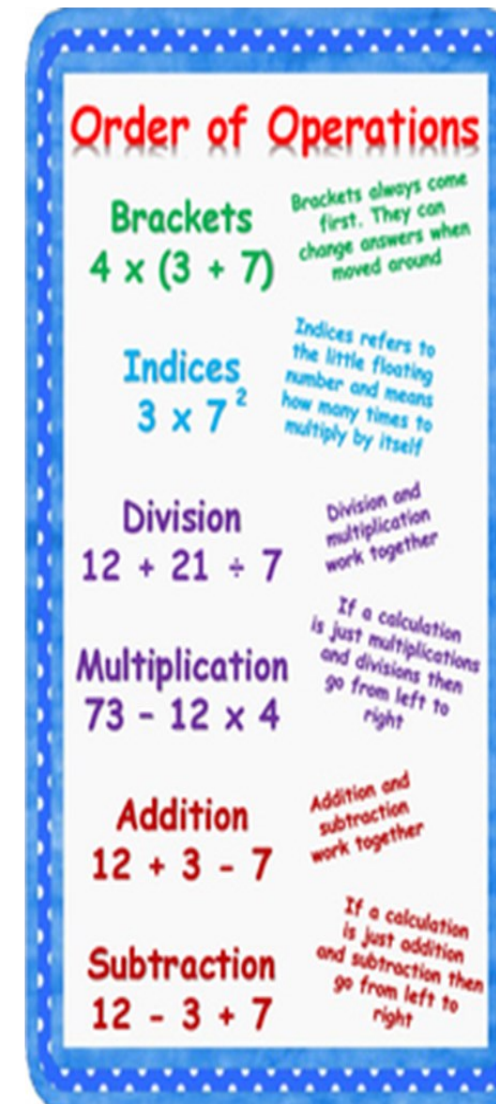 Order of Operations
Brackets
4 x (3 + 7)
Brackets always come
first. They can
change answers when
moved around
Indices
3 x 7²
Indices refers to
the little floating
number and means
how many times to
multiply by itself
Division
12 + 21 ÷ 7
Division and
multiplication
work together
Multiplication
73 – 12 x 4
If a calculation
is just multiplications
and divisions then
go from left to
right
Addition
12 + 3 - 7
Addition and
subtraction
work together
Subtraction
12 - 3 + 7
If a calculation
is just addition
and subtraction then
go from left to
right